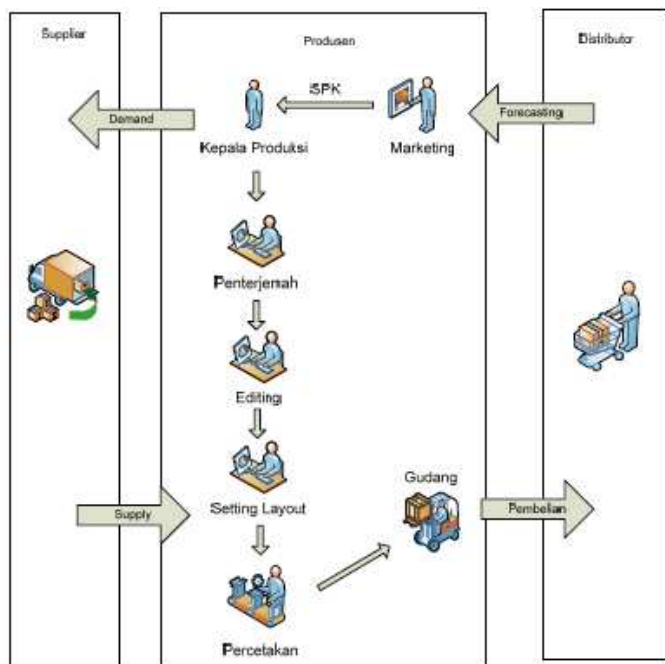 Supplier
Produsen
Distributor
SPK
Demand
Forecasting
Kepala Produksi
Marketing
Penterjemah
Editing
Gudang
Supply
Setting Layout
Pembelian
Percetakan